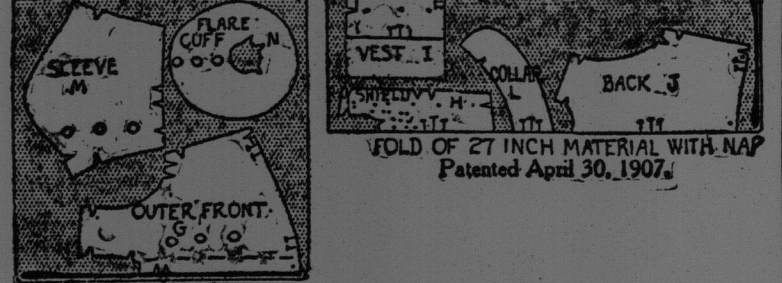 SLEEVE
M
FLARE
CUFF
N
OUTER FRONT
G
VEST I
SHIELD
H
COLLAR
L
BACK J
FOLD OF 27 INCH MATERIAL WITH NAP
Patented April 30, 1907.